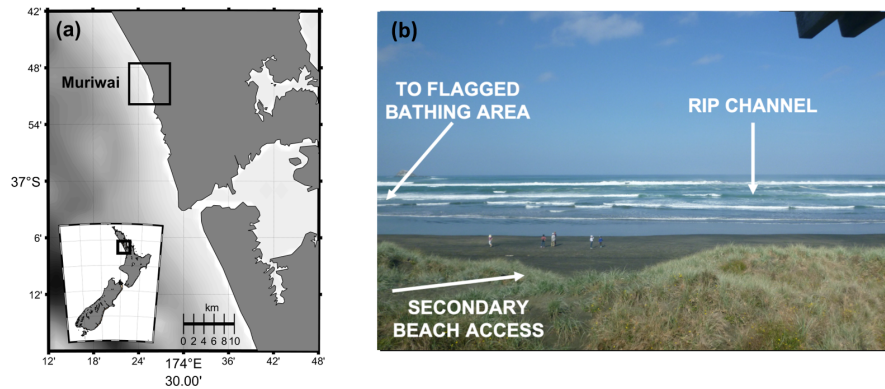 (a)
42'
Muriwai
48'
54'
37°S
6'
12'
km
0 2 4 6 8 10
12'
18'
24'
174°E
30.00'
36'
42'
48'
(b)
TO FLAGGED
BATHING AREA
RIP CHANNEL
SECONDARY
BEACH ACCESS